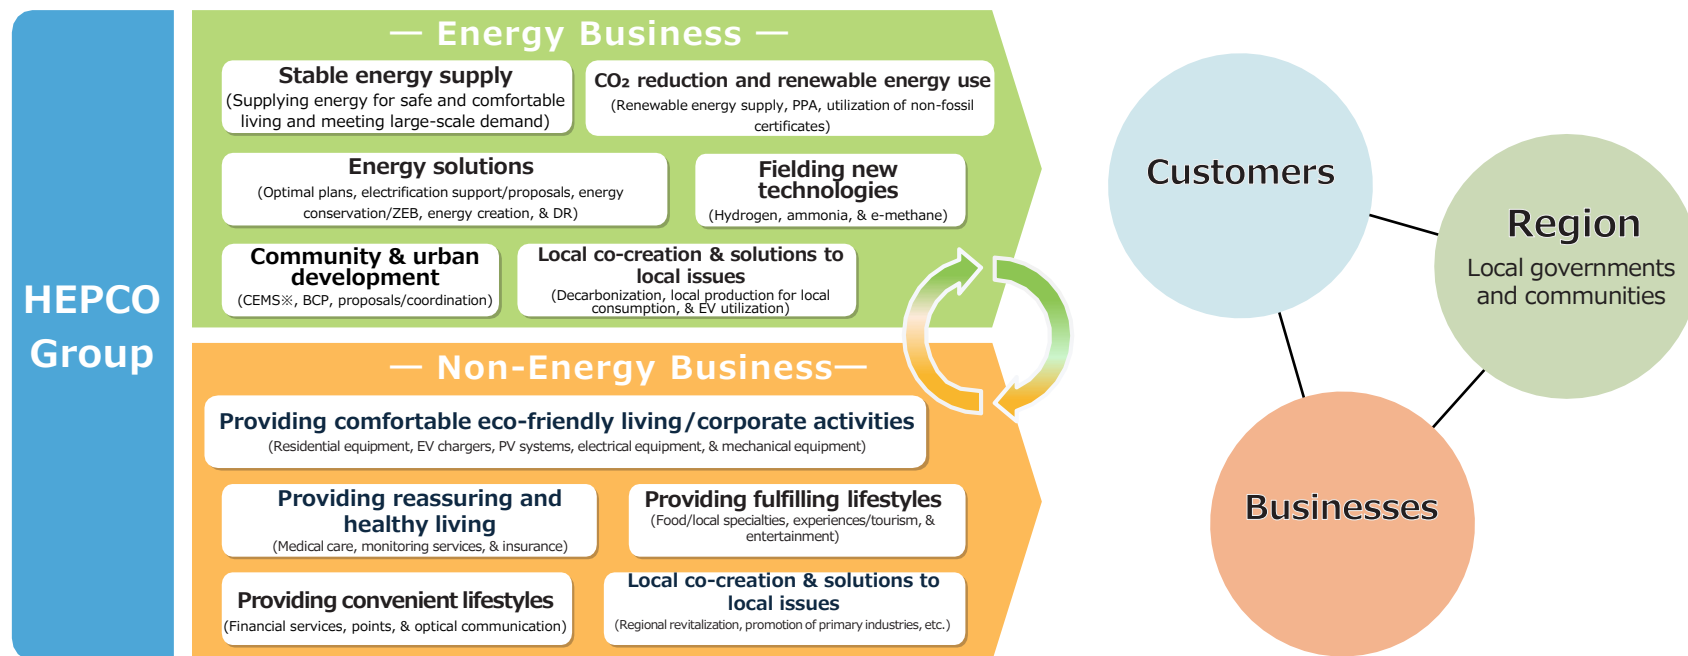 HEPCO
Group
― Energy Business ―
Stable energy supply
(Supplying energy for safe and comfortable
living and meeting large-scale demand)
CO₂ reduction and renewable energy use
(Renewable energy supply, PPA, utilization of non-fossil
certificates)
Energy solutions
(Optimal plans, electrification support/proposals, energy
conservation/ZEB, energy creation, & DR)
Fielding new
technologies
(Hydrogen, ammonia, & e-methane)
Community & urban
development
(CEMS※, BCP, proposals/coordination)
Local co-creation & solutions to
local issues
(Decarbonization, local production for local
consumption, & EV utilization)
― Non-Energy Business―
Providing comfortable eco-friendly living/corporate activities
(Residential equipment, EV chargers, PV systems, electrical equipment, & mechanical equipment)
Providing reassuring and
healthy living
(Medical care, monitoring services, & insurance)
Providing fulfilling lifestyles
(Food/local specialties, experiences/tourism, &
entertainment)
Providing convenient lifestyles
(Financial services, points, & optical communication)
Local co-creation & solutions to
local issues
(Regional revitalization, promotion of primary industries, etc.)
Customers
Region
Local governments
and communities
Businesses